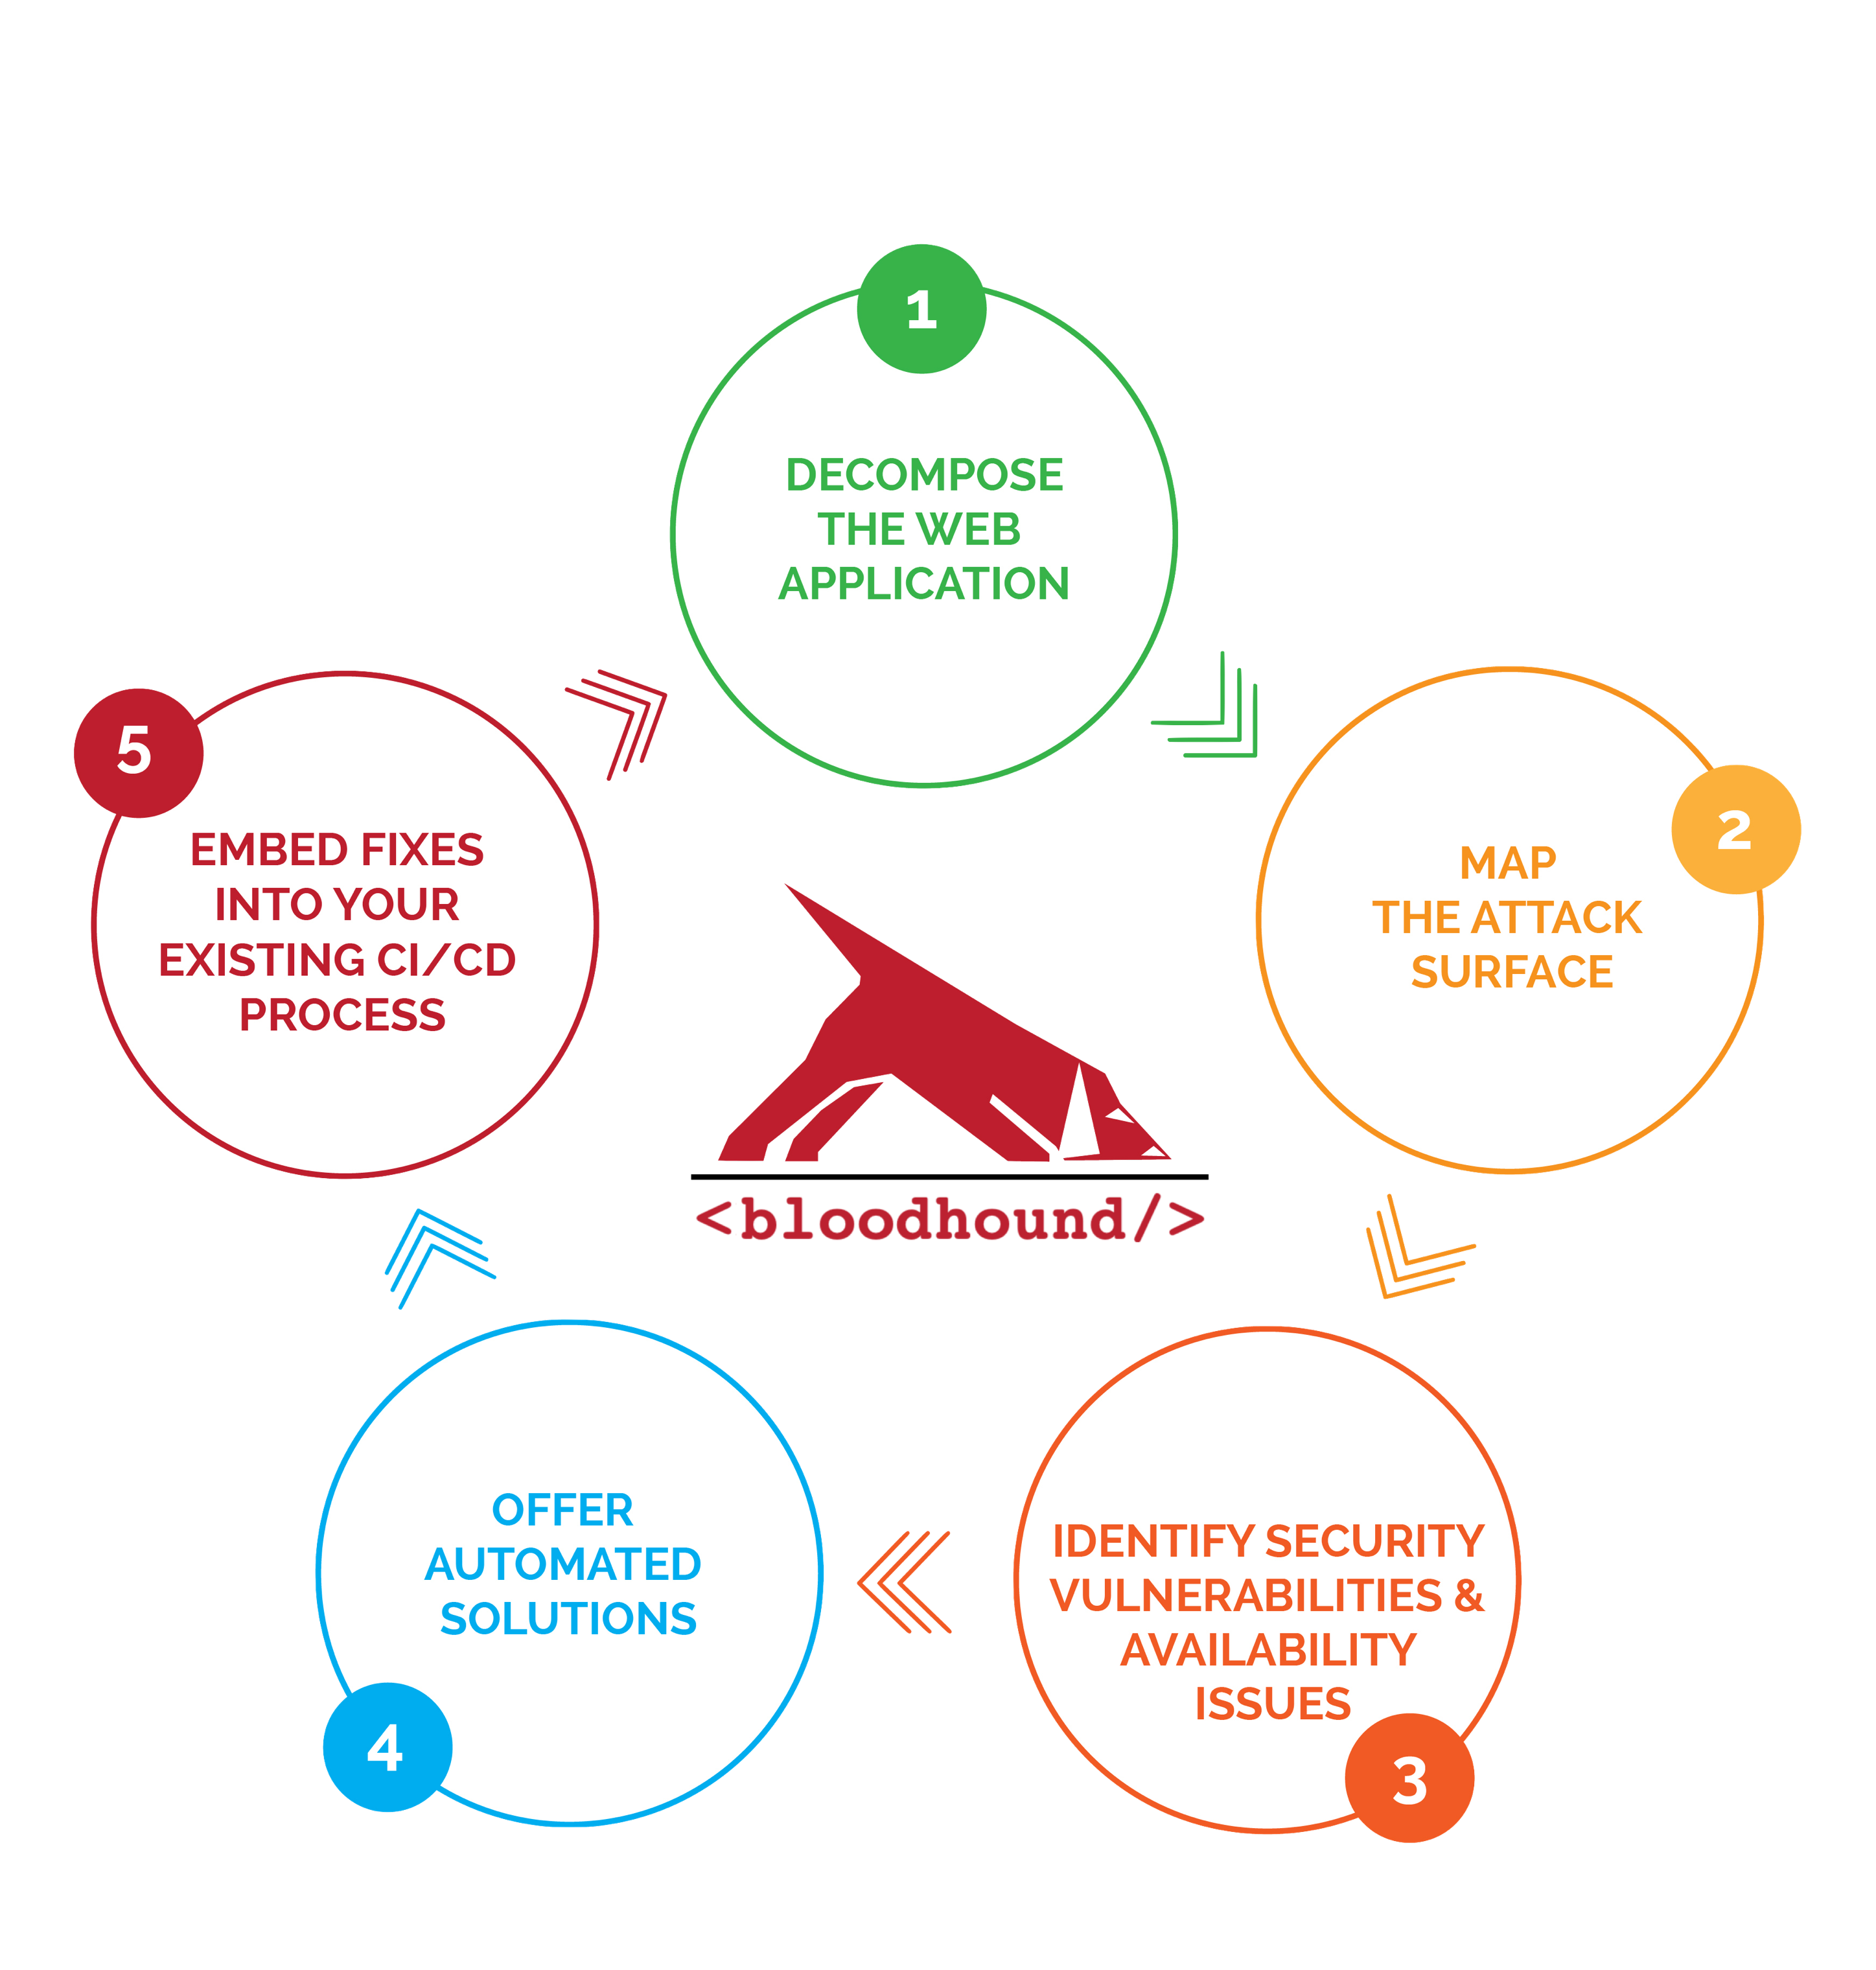 1
DECOMPOSE
THE WEB
APPLICATION
2
MAP
THE ATTACK
SURFACE
3
IDENTIFY SECURITY
VULNERABILITIES &
AVAILABILITY
ISSUES
4
OFFER
AUTOMATED
SOLUTIONS
5
EMBED FIXES
INTO YOUR
EXISTING CI/CD
PROCESS
<bloodhound/>